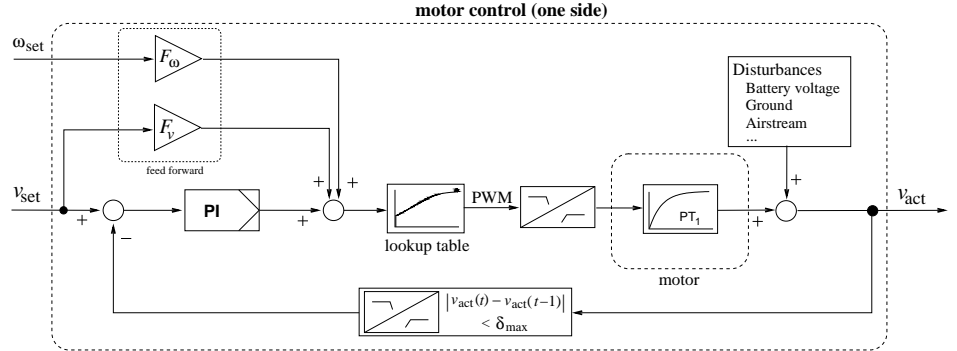 motor control (one side)
ω_set
F_ω
Disturbances
Battery voltage
Ground
Airstream
...
F_v
feed forward
v_set
+
−
PI
+
+
+
lookup table
PWM
PT₁
motor
+
+
v_act
|v_act(t) − v_act(t−1)|
< δ_max